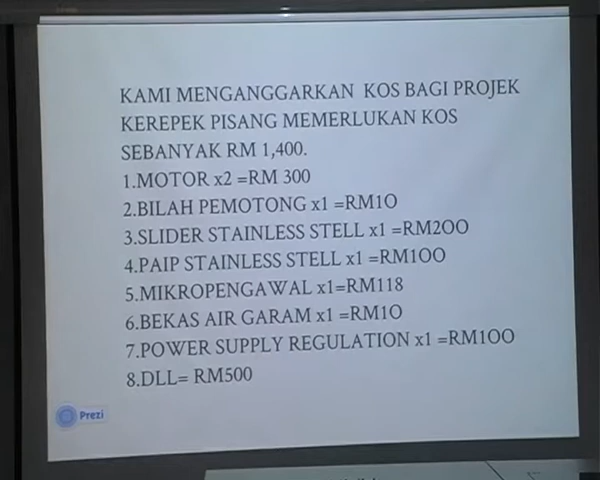 KAMI MENGANGGARKAN KOS BAGI PROJEK
KEREPEK PISANG MEMERLUKAN KOS
SEBANYAK RM 1,400.
1.MOTOR x2 =RM 300
2.BILAH PEMOTONG x1 =RM1O
3.SLIDER STAINLESS STELL x1 =RM2OO
4.PAIP STAINLESS STELL x1 =RM1OO
5.MIKROPENGAWAL x1=RM118
6.BEKAS AIR GARAM x1 =RM1O
7.POWER SUPPLY REGULATION x1 =RM1OO
8.DLL= RM500
Prezi